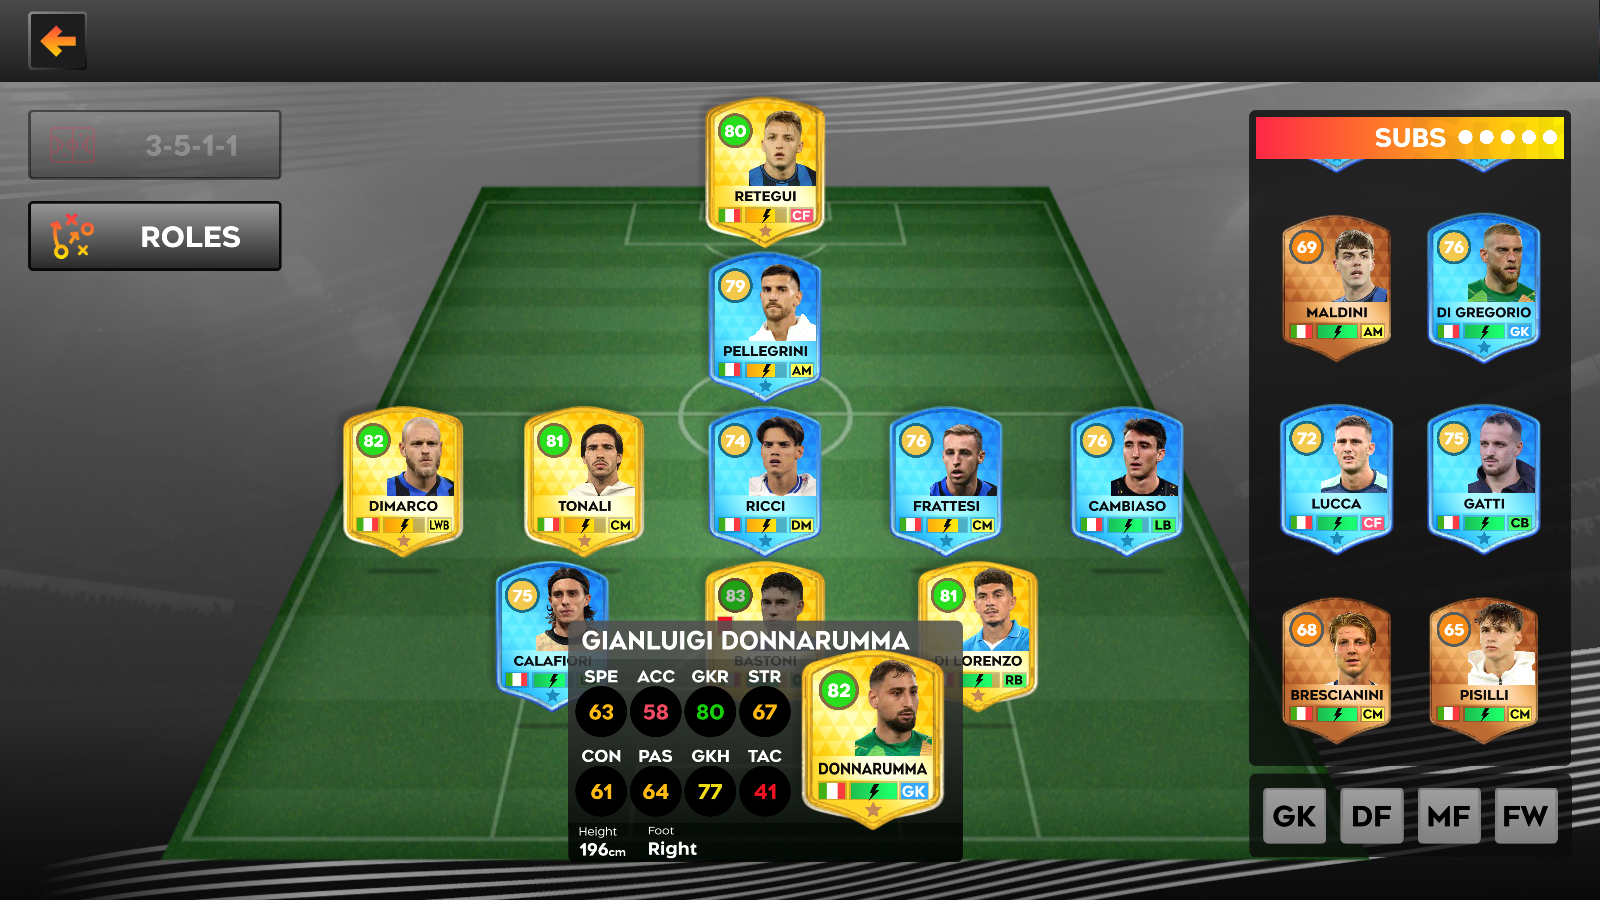 3-5-1-1
ROLES
80
RETEGUI
CF
79
PELLEGRINI
AM
82
DIMARCO
LWB
81
TONALI
CM
74
RICCI
DM
76
FRATTESI
CM
76
CAMBIASO
LB
75
CALAFIORI
83
BASTONI
81
DI LORENZO
RB
GIANLUIGI DONNARUMMA
SPE ACC GKR STR
63 58 80 67
CON PAS GKH TAC
61 64 77 41
Height Foot
196cm Right
82
DONNARUMMA
GK
SUBS
69
MALDINI
AM
76
DI GREGORIO
GK
72
LUCCA
CF
75
GATTI
CB
68
BRESCIANINI
CM
65
PISILLI
CM
GK DF MF FW